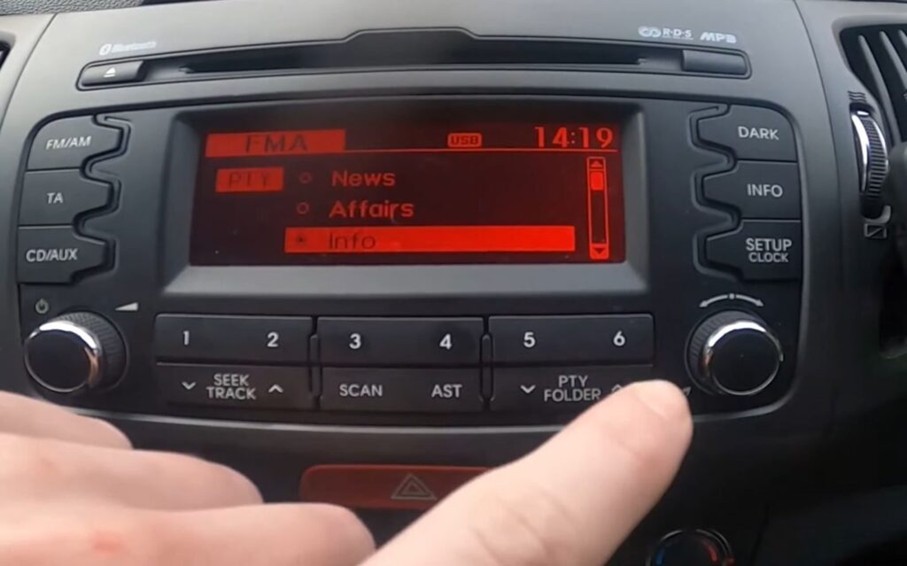 Bluetooth
R·D·S MP3
FM/AM
TA
CD/AUX
FMA USB 14:19
PTY News
Affairs
Info
DARK
INFO
SETUP
CLOCK
1 2 3 4 5 6
SEEK
TRACK
SCAN
AST
PTY
FOLDER